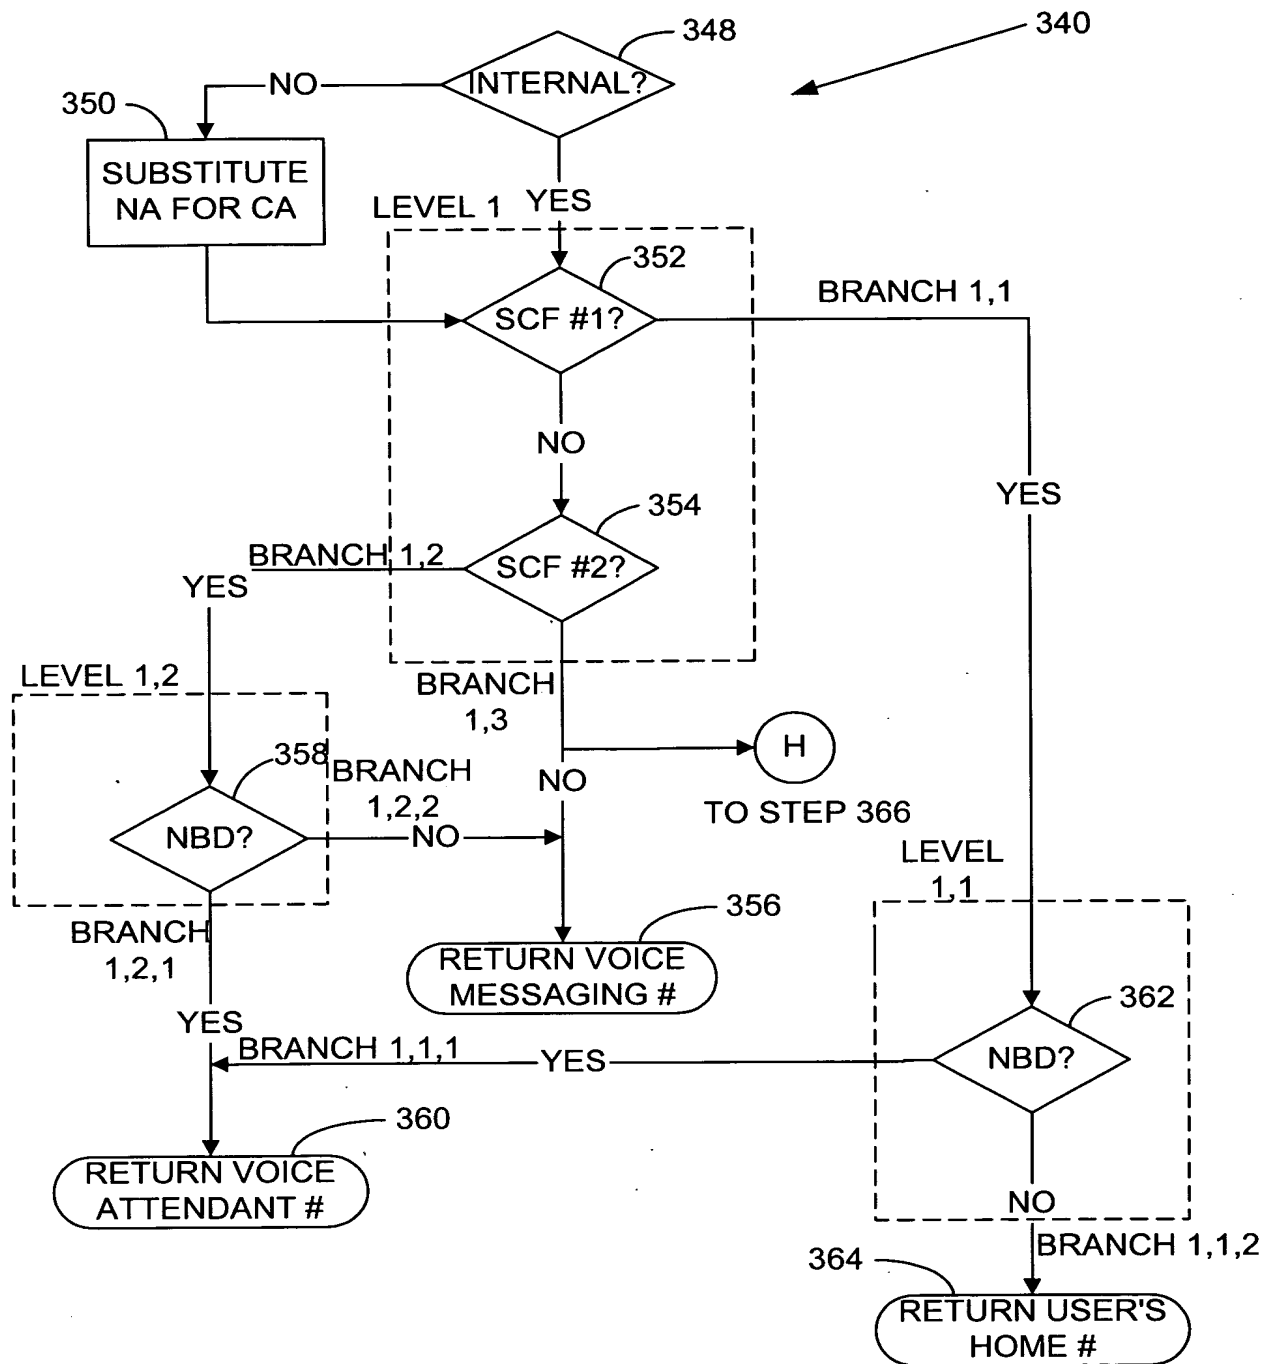 340
348
INTERNAL?
NO
350
SUBSTITUTE
NA FOR CA
YES
LEVEL 1
352
SCF #1?
BRANCH 1,1
NO
YES
354
SCF #2?
BRANCH 1,2
YES
LEVEL 1,2
BRANCH
1,3
H
TO STEP 366
NO
358
NBD?
BRANCH
1,2,2
NO
LEVEL
1,1
356
RETURN VOICE
MESSAGING #
BRANCH
1,2,1
YES
362
NBD?
YES
BRANCH 1,1,1
360
RETURN VOICE
ATTENDANT #
NO
BRANCH 1,1,2
364
RETURN USER'S
HOME #